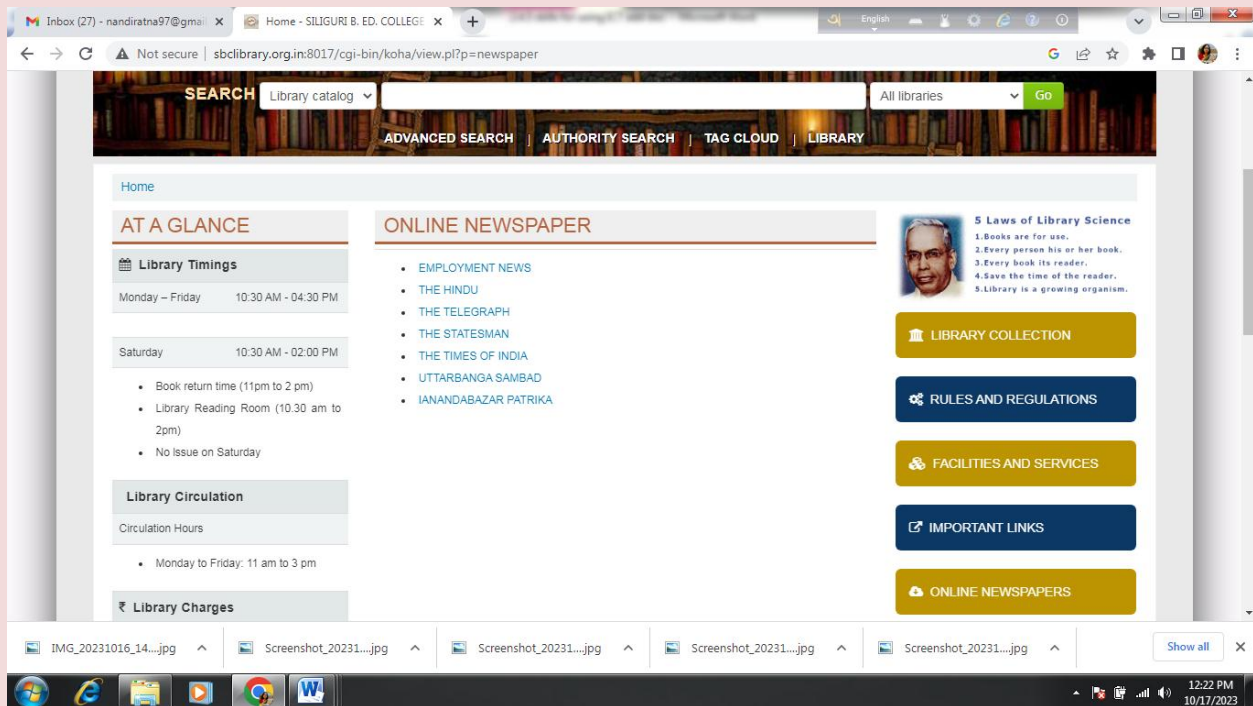 Inbox (27) - nandiratna97@gmai
Home - SILIGURI B. ED. COLLEGE
English
Not secure | sbclibrary.org.in:8017/cgi-bin/koha/view.pl?p=newspaper
SEARCH Library catalog All libraries Go
ADVANCED SEARCH | AUTHORITY SEARCH | TAG CLOUD | LIBRARY
Home
AT A GLANCE
Library Timings
Monday – Friday 10:30 AM - 04:30 PM
Saturday 10:30 AM - 02:00 PM
• Book return time (11pm to 2 pm)
• Library Reading Room (10.30 am to
2pm)
• No Issue on Saturday
Library Circulation
Circulation Hours
• Monday to Friday: 11 am to 3 pm
₹ Library Charges
ONLINE NEWSPAPER
• EMPLOYMENT NEWS
• THE HINDU
• THE TELEGRAPH
• THE STATESMAN
• THE TIMES OF INDIA
• UTTARBANGA SAMBAD
• IANANDABAZAR PATRIKA
5 Laws of Library Science
1.Books are for use.
2.Every person his or her book.
3.Every book its reader.
4.Save the time of the reader.
5.Library is a growing organism.
LIBRARY COLLECTION
RULES AND REGULATIONS
FACILITIES AND SERVICES
IMPORTANT LINKS
ONLINE NEWSPAPERS
IMG_20231016_14....jpg
Screenshot_20231....jpg
Screenshot_20231....jpg
Screenshot_20231....jpg
Screenshot_20231....jpg
Show all
12:22 PM
10/17/2023